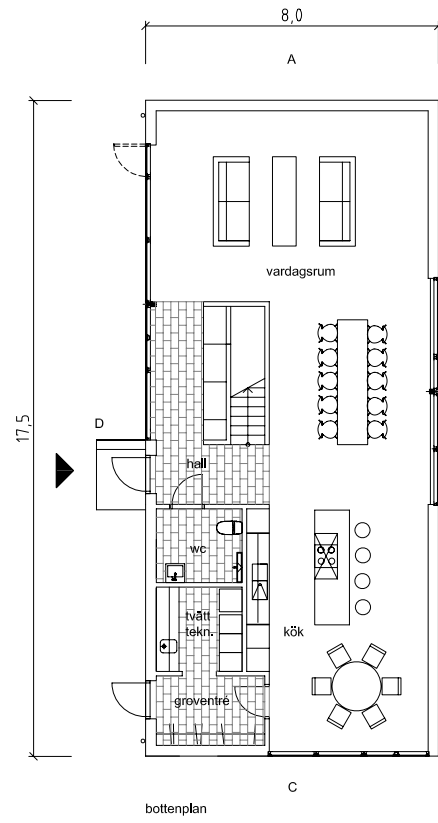 8,0
A
vardagsrum
17,5
D
hall
wc
tvätt
tekn.
kök
groventré
C
bottenplan